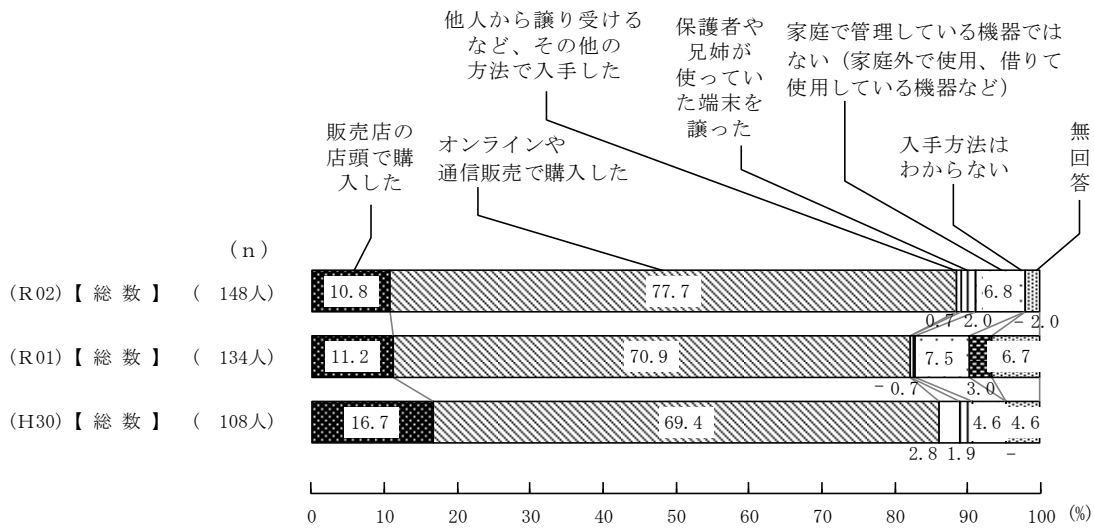 他人から譲り受ける
など、その他の
方法で入手した
保護者や
兄姉が
使ってい
た端末を
譲った
家庭で管理している機器では
ない（家庭外で使用、借りて
使用している機器など）
販売店の
店頭で購
入した
オンラインや
通信販売で購入した
入手方法は
わからない
無
回
答
(ｎ)
(Ｒ02)【 総 数 】 ( 148人)
10.8 77.7 6.8
0.7 2.0 － 2.0
(Ｒ01)【 総 数 】 ( 134人)
11.2 70.9 7.5 6.7
－ 0.7 3.0
(Ｈ30)【 総 数 】 ( 108人)
16.7 69.4 4.6 4.6
2.8 1.9 －
0 10 20 30 40 50 60 70 80 90 100 (%)